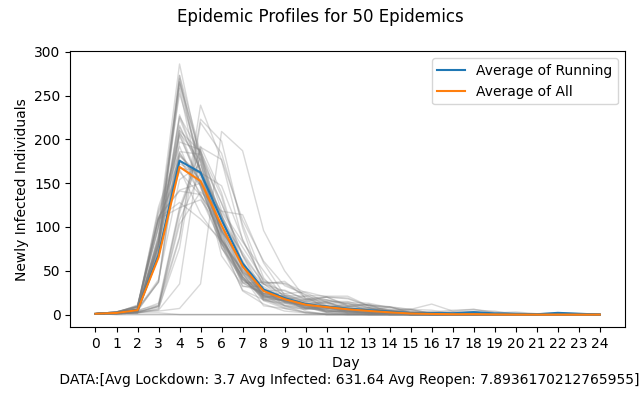 Epidemic Profiles for 50 Epidemics
300
250
200
150
100
50
0
Newly Infected Individuals
Average of Running
Average of All
0 1 2 3 4 5 6 7 8 9 10 11 12 13 14 15 16 17 18 19 20 21 22 23 24
Day
DATA:[Avg Lockdown: 3.7 Avg Infected: 631.64 Avg Reopen: 7.8936170212765955]